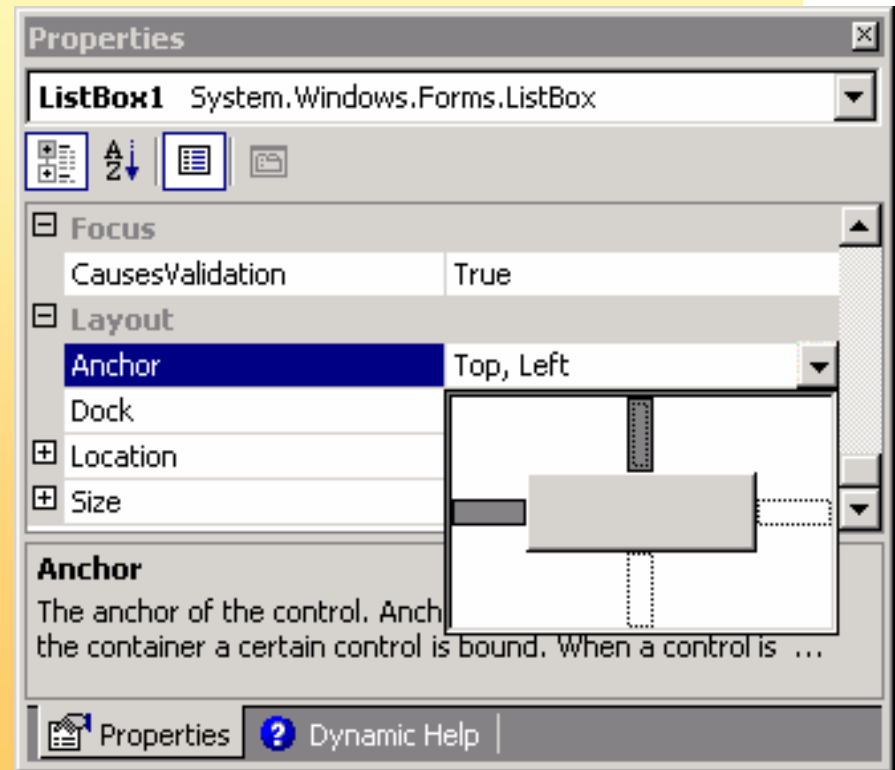 Properties
ListBox1 System.Windows.Forms.ListBox
A
Z
Focus
CausesValidation True
Layout
Anchor Top, Left
Dock
Location
Size
Anchor
The anchor of the control. Anch
the container a certain control is bound. When a control is ...
Properties ? Dynamic Help